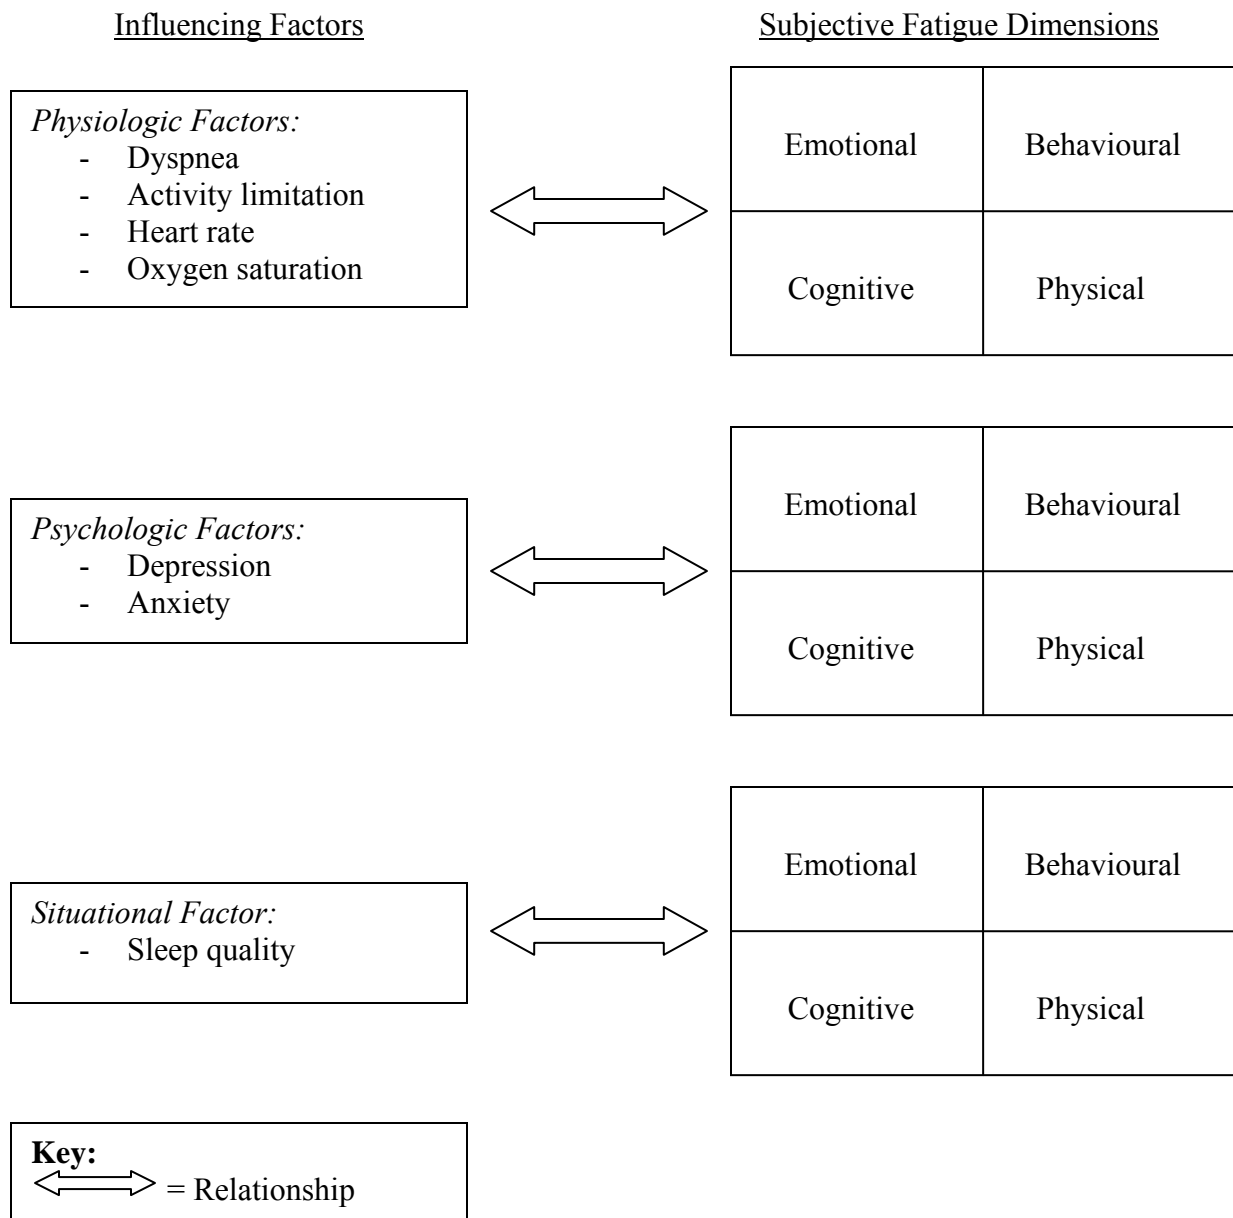 Influencing Factors
Subjective Fatigue Dimensions
Physiologic Factors:
- Dyspnea
- Activity limitation
- Heart rate
- Oxygen saturation
Emotional
Behavioural
Cognitive
Physical
Psychologic Factors:
- Depression
- Anxiety
Emotional
Behavioural
Cognitive
Physical
Situational Factor:
- Sleep quality
Emotional
Behavioural
Cognitive
Physical
Key:
= Relationship